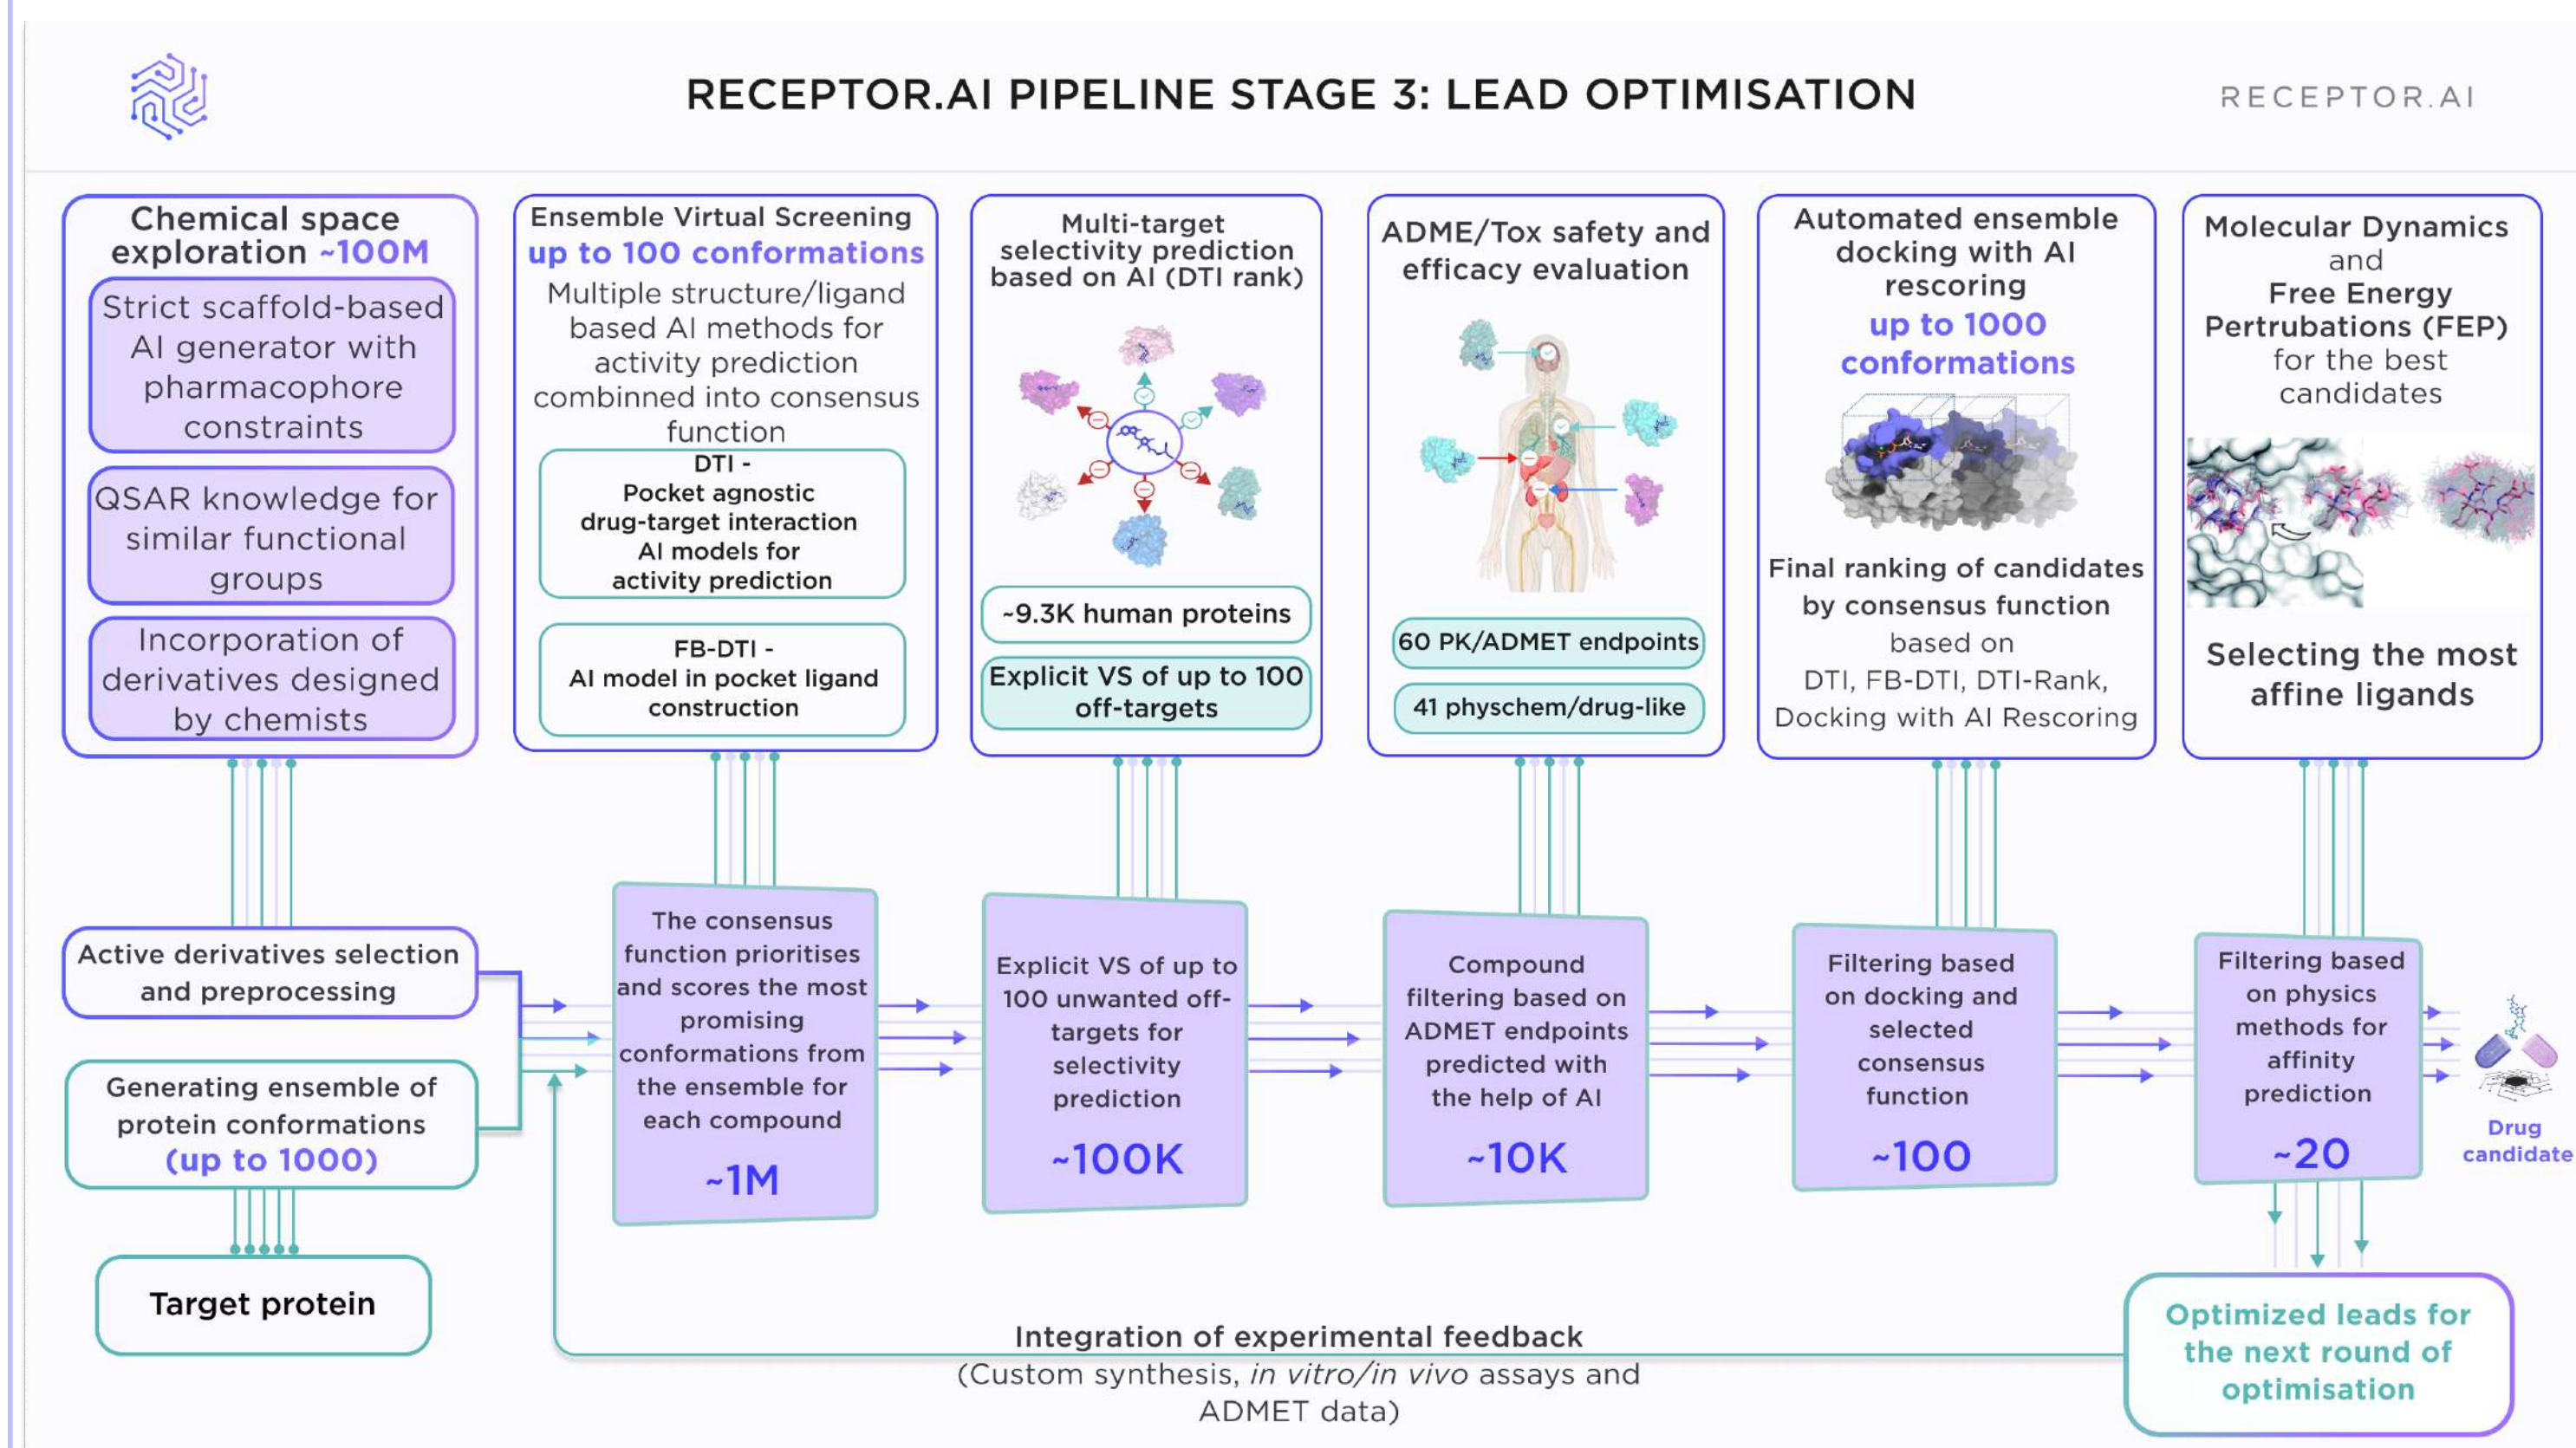 RECEPTOR.AI PIPELINE STAGE 3: LEAD OPTIMISATION
RECEPTOR.AI
Chemical space
exploration ~100M
Strict scaffold-based
AI generator with
pharmacophore
constraints
QSAR knowledge for
similar functional
groups
Incorporation of
derivatives designed
by chemists
Ensemble Virtual Screening
up to 100 conformations
Multiple structure/ligand
based AI methods for
activity prediction
combinned into consensus
function
DTI -
Pocket agnostic
drug-target interaction
AI models for
activity prediction
FB-DTI -
AI model in pocket ligand
construction
Multi-target
selectivity prediction
based on AI (DTI rank)
~9.3K human proteins
Explicit VS of up to 100
off-targets
ADME/Tox safety and
efficacy evaluation
60 PK/ADMET endpoints
41 physchem/drug-like
Automated ensemble
docking with AI
rescoring
up to 1000
conformations
Final ranking of candidates
by consensus function
based on
DTI, FB-DTI, DTI-Rank,
Docking with AI Rescoring
Molecular Dynamics
and
Free Energy
Pertrubations (FEP)
for the best
candidates
Selecting the most
affine ligands
Active derivatives selection
and preprocessing
Generating ensemble of
protein conformations
(up to 1000)
Target protein
The consensus
function prioritises
and scores the most
promising
conformations from
the ensemble for
each compound
~1M
Explicit VS of up to
100 unwanted off-
targets for
selectivity
prediction
~100K
Compound
filtering based on
ADMET endpoints
predicted with
the help of AI
~10K
Filtering based
on docking and
selected
consensus
function
~100
Filtering based
on physics
methods for
affinity
prediction
~20
Drug
candidate
Integration of experimental feedback
(Custom synthesis, in vitro/in vivo assays and
ADMET data)
Optimized leads for
the next round of
optimisation